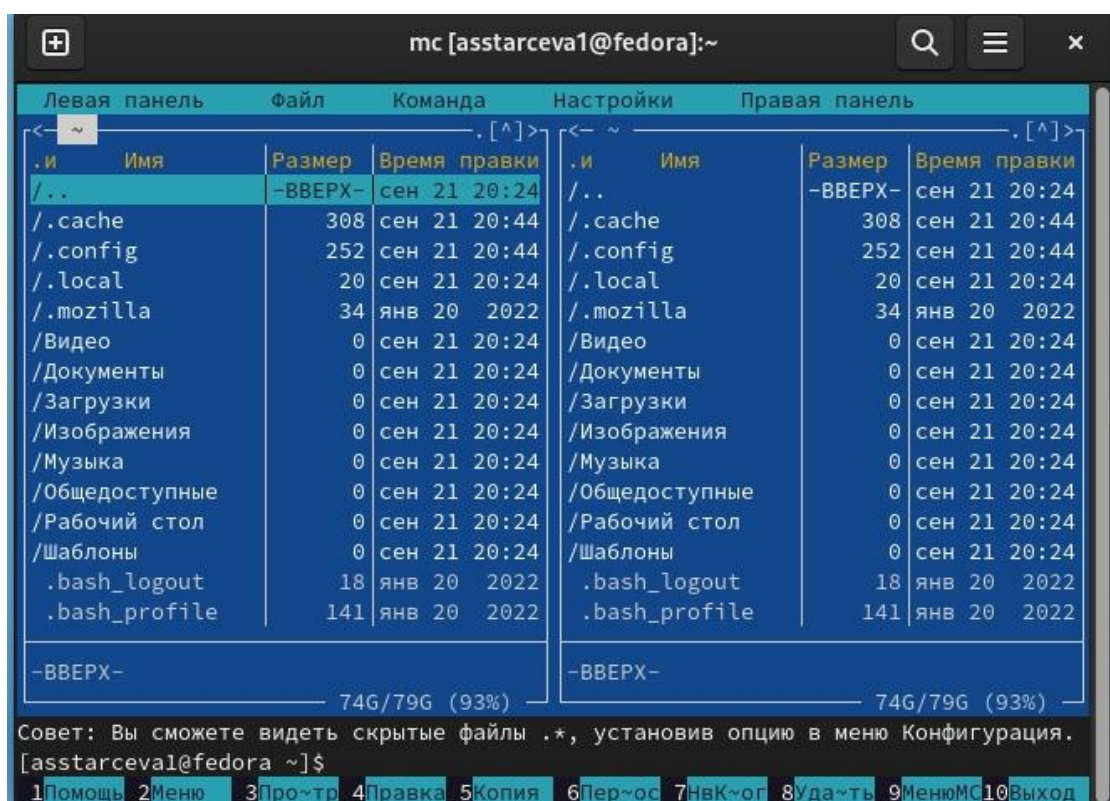 mc [asstarceva1@fedora]:~
Левая панель Файл Команда Настройки Правая панель
<— ~ .[^]> <— ~ .[^]>
.и Имя Размер Время правки .и Имя Размер Время правки
/.. -ВВЕРХ- сен 21 20:24 /.. -ВВЕРХ- сен 21 20:24
/.cache 308 сен 21 20:44 /.cache 308 сен 21 20:44
/.config 252 сен 21 20:44 /.config 252 сен 21 20:44
/.local 20 сен 21 20:24 /.local 20 сен 21 20:24
/.mozilla 34 янв 20 2022 /.mozilla 34 янв 20 2022
/Видео 0 сен 21 20:24 /Видео 0 сен 21 20:24
/Документы 0 сен 21 20:24 /Документы 0 сен 21 20:24
/Загрузки 0 сен 21 20:24 /Загрузки 0 сен 21 20:24
/Изображения 0 сен 21 20:24 /Изображения 0 сен 21 20:24
/Музыка 0 сен 21 20:24 /Музыка 0 сен 21 20:24
/Общедоступные 0 сен 21 20:24 /Общедоступные 0 сен 21 20:24
/Рабочий стол 0 сен 21 20:24 /Рабочий стол 0 сен 21 20:24
/Шаблоны 0 сен 21 20:24 /Шаблоны 0 сен 21 20:24
.bash_logout 18 янв 20 2022 .bash_logout 18 янв 20 2022
.bash_profile 141 янв 20 2022 .bash_profile 141 янв 20 2022
-ВВЕРХ- -ВВЕРХ-
74G/79G (93%) 74G/79G (93%)
Совет: Вы сможете видеть скрытые файлы .*, установив опцию в меню Конфигурация.
[asstarceva1@fedora ~]$
1Помощь 2Меню 3Про~тр 4Правка 5Копия 6Пер~ос 7НвК~ог 8Уда~ть 9МенюМС 10Выход